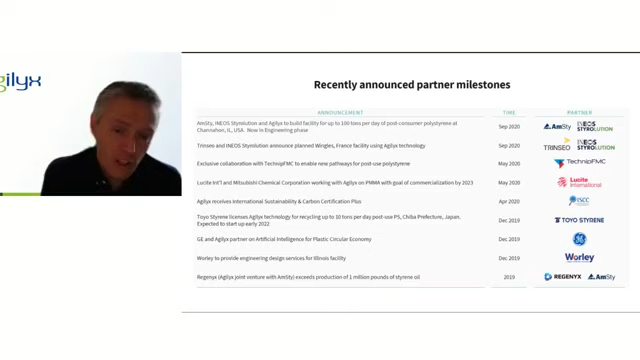 gilyx
Recently announced partner milestones
ANNOUNCEMENT TIME PARTNER
AmSty, INEOS Styrolution and Agilyx to build facility for up to 100 tons per day of post-consumer polystyrene at
Channahon, IL, USA. Now in Engineering phase
Sep 2020
AmSty INEOS STYROLUTION
Trinseo and INEOS Styrolution announce planned Wingles, France facility using Agilyx technology
Sep 2020
TRINSEO INEOS STYROLUTION
Exclusive collaboration with TechnipFMC to enable new pathways for post-use polystyrene
May 2020
TechnipFMC
Lucite Int'l and Mitsubishi Chemical Corporation working with Agilyx on PMMA with goal of commercialization by 2023
May 2020
Lucite International
Agilyx receives International Sustainability & Carbon Certification Plus
Apr 2020
iscc
Toyo Styrene licenses Agilyx technology for recycling up to 10 tons per day post-use PS, Chiba Prefecture, Japan.
Expected to start up early 2022
Dec 2019
TOYO STYRENE
GE and Agilyx partner on Artificial Intelligence for Plastic Circular Economy
Dec 2019
Worley to provide engineering design services for Illinois facility
Dec 2019
Worley
Regenyx (Agilyx joint venture with AmSty) exceeds production of 1 million pounds of styrene oil
2019
REGENYX AmSty